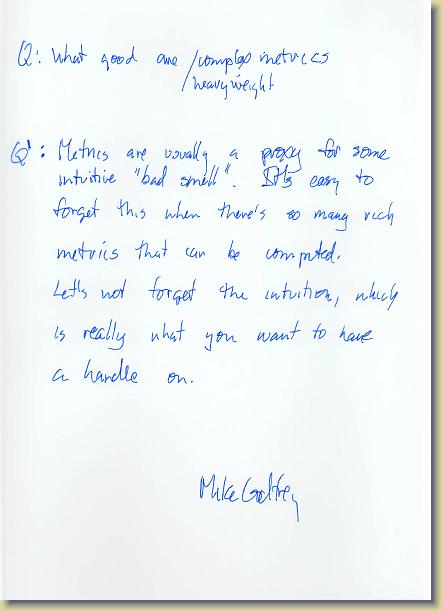 Q: What good are /complex metrics
/heavyweight
Q': Metrics are usually a proxy for some
intuitive "bad smell". It's easy to
forget this when there's so many rich
metrics that can be computed.
Let's not forget the intuition, which
is really what you want to have
a handle on.
Mike Godfrey